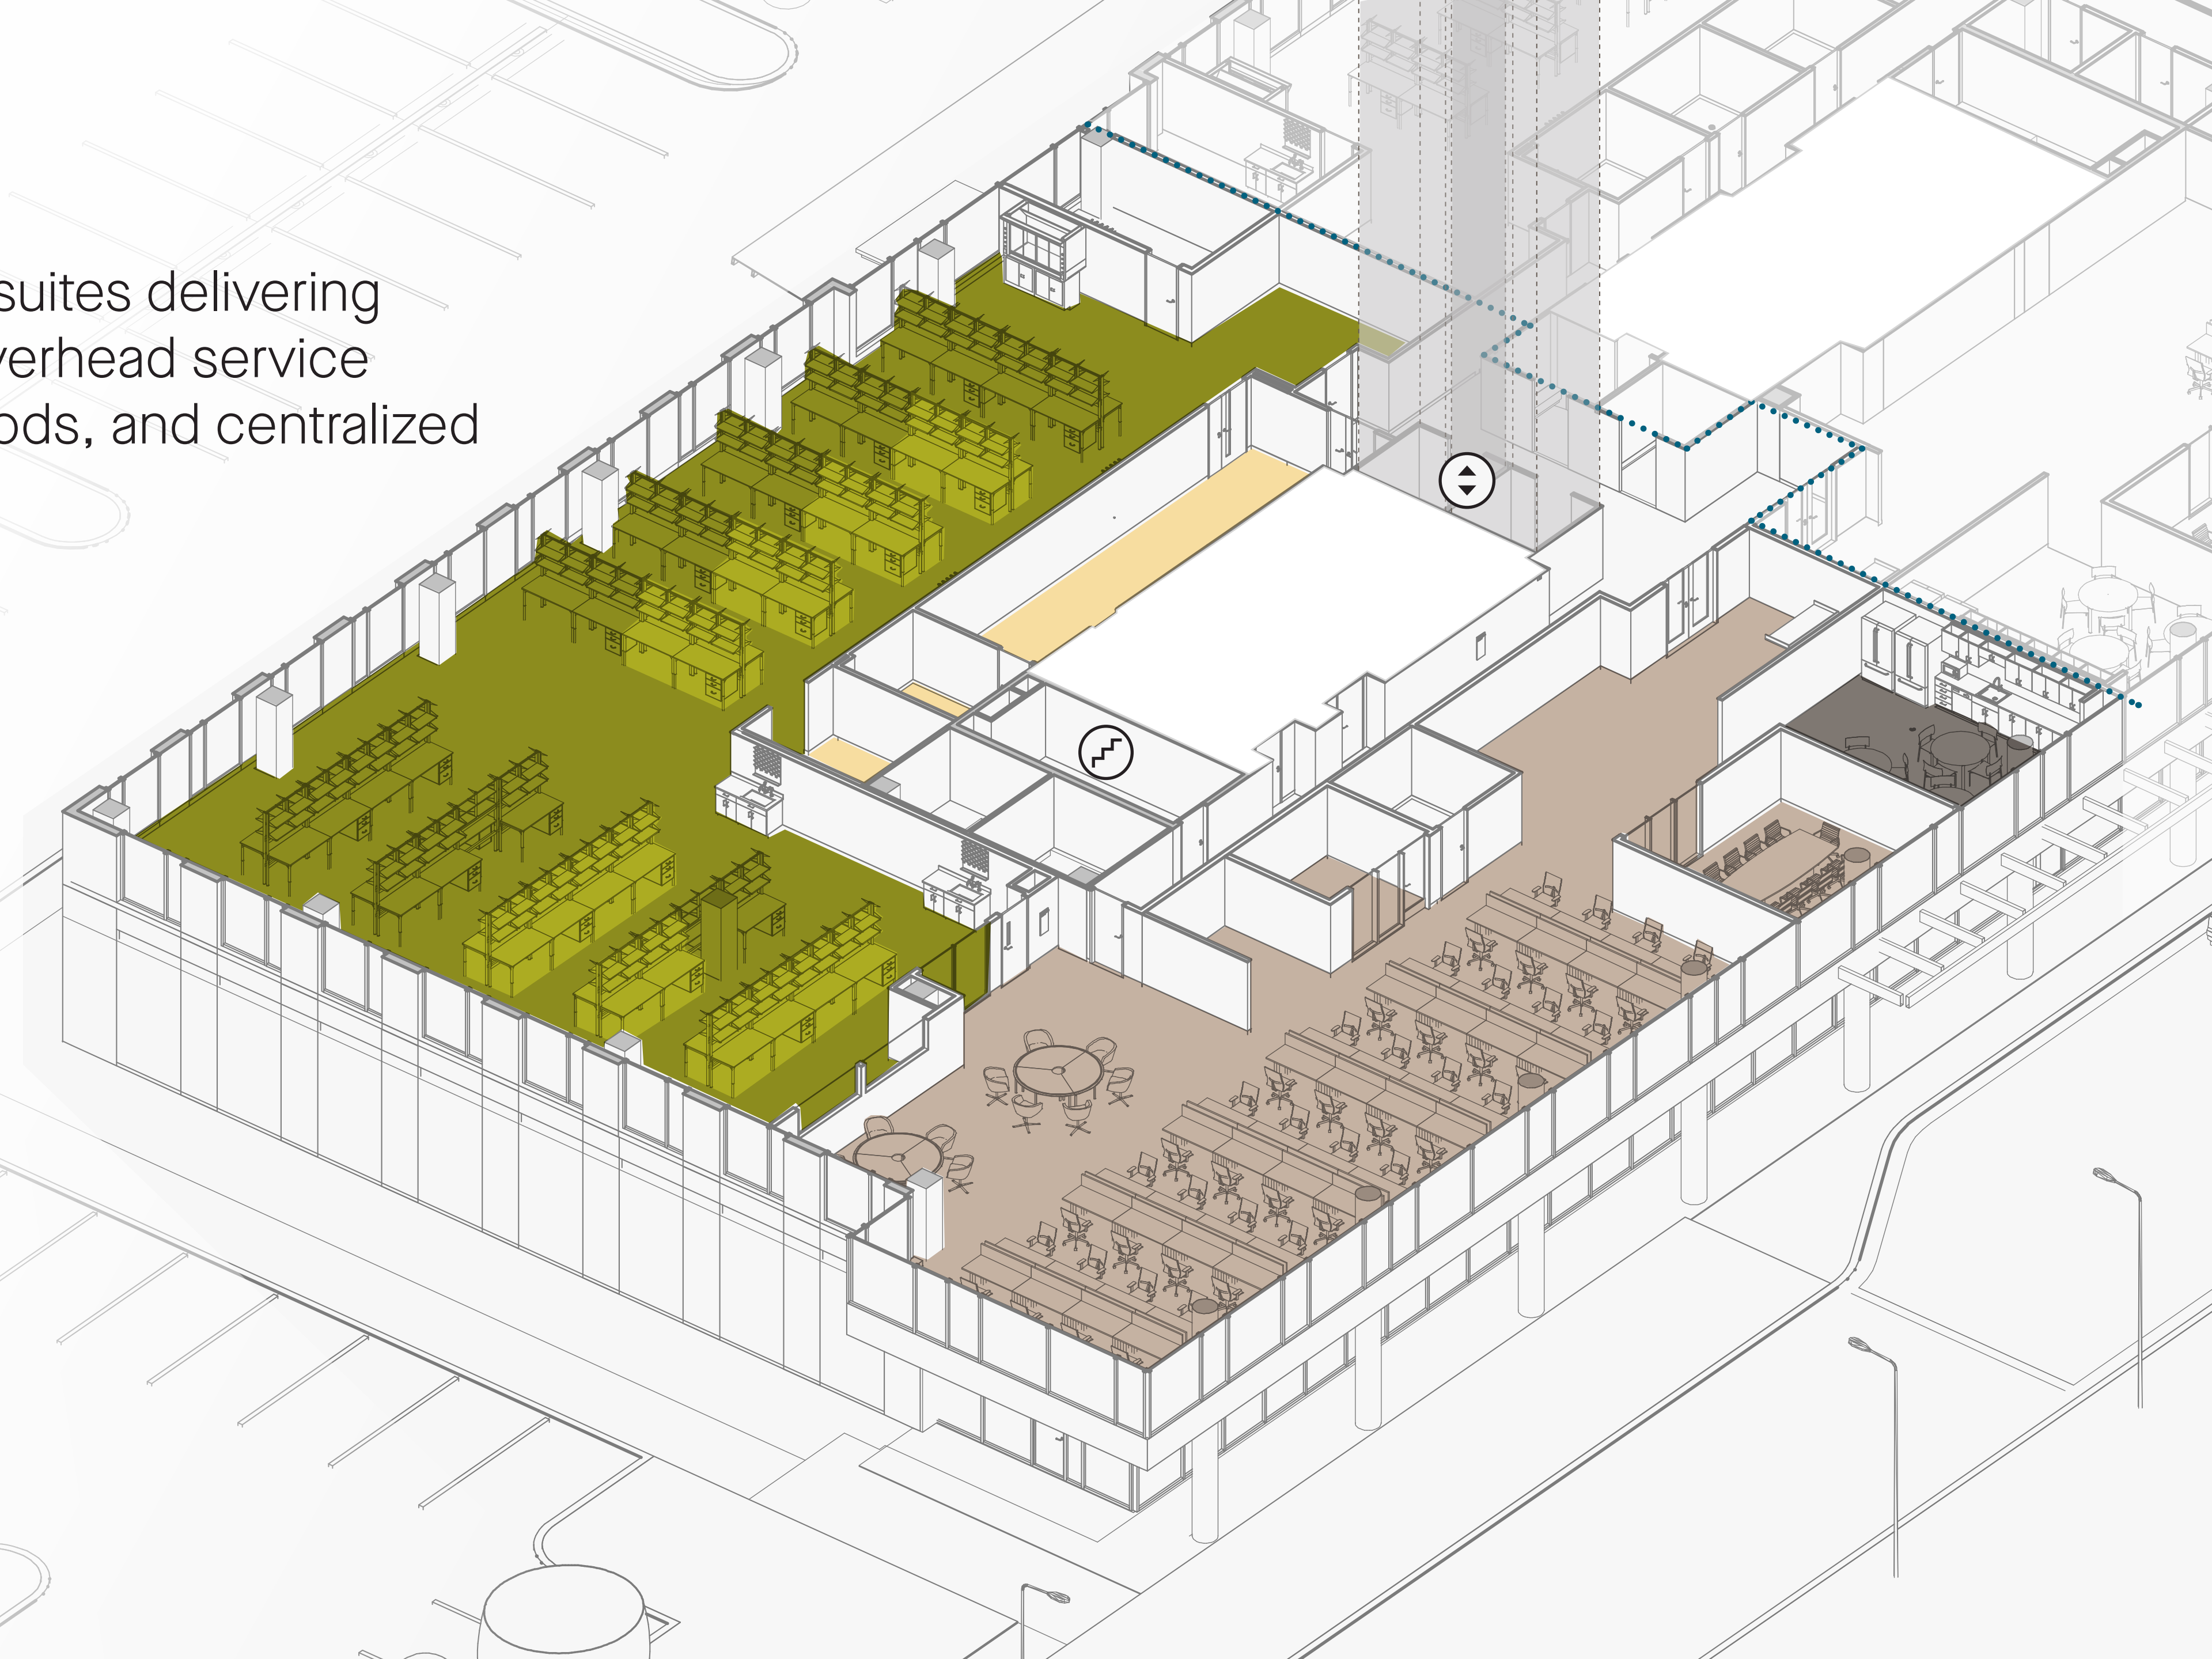 suites delivering
verhead service
ods, and centralized